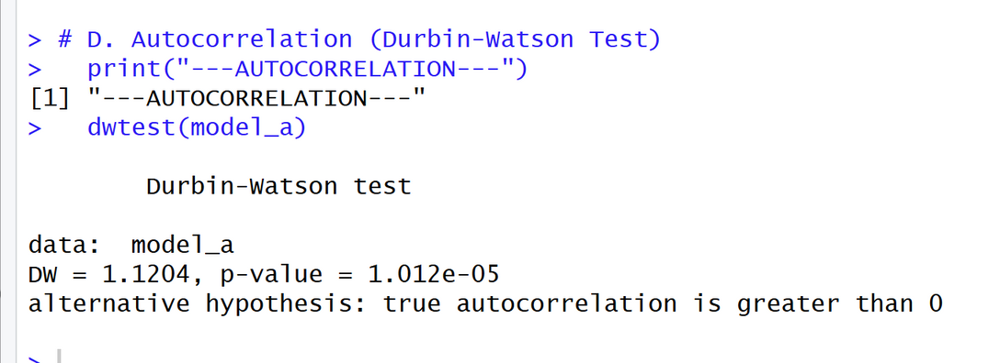 > # D. Autocorrelation (Durbin-Watson Test)
>   print("---AUTOCORRELATION---")
[1] "---AUTOCORRELATION---"
>   dwtest(model_a)
        Durbin-Watson test
data:  model_a
DW = 1.1204, p-value = 1.012e-05
alternative hypothesis: true autocorrelation is greater than 0
>